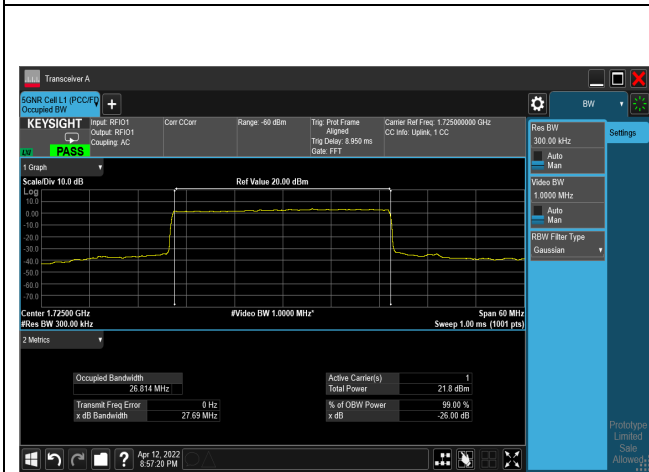 Transceiver A
5GNR Cell L1 (PCC/FD
Occupied BW
BW
KEYSIGHT
LXI
PASS
Input: RFIO1
Output: RFIO1
Coupling: AC
Corr CCorr
Range: -60 dBm
Trig: Prot Frame
Aligned
Trig Delay: 8.950 ms
Gate: FFT
Carrier Ref Freq: 1.725000000 GHz
CC Info: Uplink, 1 CC
Res BW
300.00 kHz
Auto
Man
Settings
1 Graph
Scale/Div 10.0 dB
Ref Value 20.00 dBm
Video BW
1.0000 MHz
Auto
Man
RBW Filter Type
Gaussian
Log
10.0
0.00
-10.0
-20.0
-30.0
-40.0
-50.0
-60.0
-70.0
Center 1.72500 GHz
#Video BW 1.0000 MHz*
Span 60 MHz
#Res BW 300.00 kHz
Sweep 1.00 ms (1001 pts)
2 Metrics
Occupied Bandwidth
26.814 MHz
Active Carrier(s) 1
Total Power 21.8 dBm
Transmit Freq Error 0 Hz
x dB Bandwidth 27.69 MHz
% of OBW Power 99.00 %
x dB -26.00 dB
Prototype
Limited
Sale
Allowed
?
Apr 12, 2022
8:57:20 PM